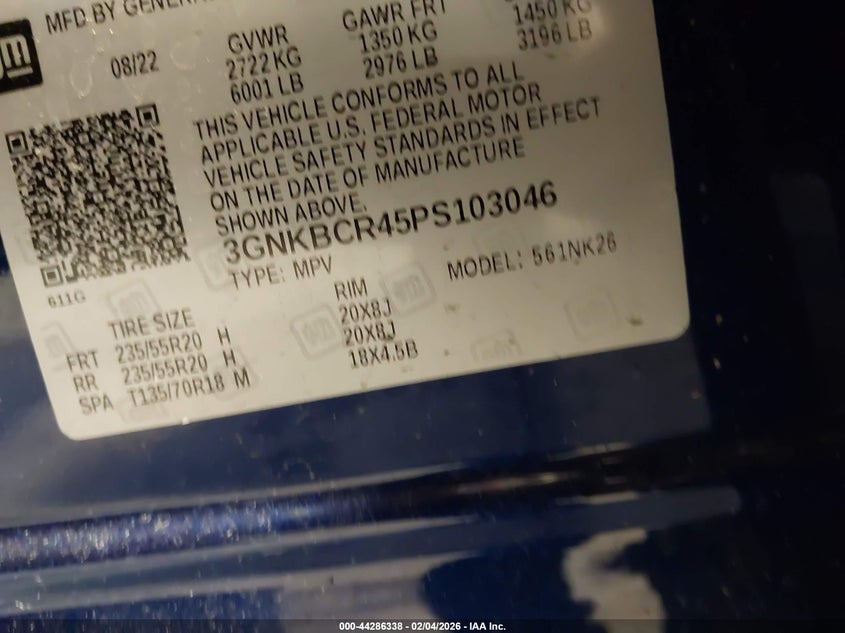 MFD BY GENERA
gm
08/22
GVWR
2722 KG
6001 LB
GAWR FRT
1350 KG
2976 LB
1450 KG
3196 LB
THIS VEHICLE CONFORMS TO ALL
APPLICABLE U.S. FEDERAL MOTOR
VEHICLE SAFETY STANDARDS IN EFFECT
ON THE DATE OF MANUFACTURE
SHOWN ABOVE.
3GNKBCR45PS103046
TYPE: MPV MODEL: 561NK26
611G
TIRE SIZE RIM
FRT 235/55R20 H 20X8J
RR 235/55R20 H 20X8J
SPA T135/70R18 M 18X4.5B
000-44286338 - 02/04/2026 - IAA Inc.